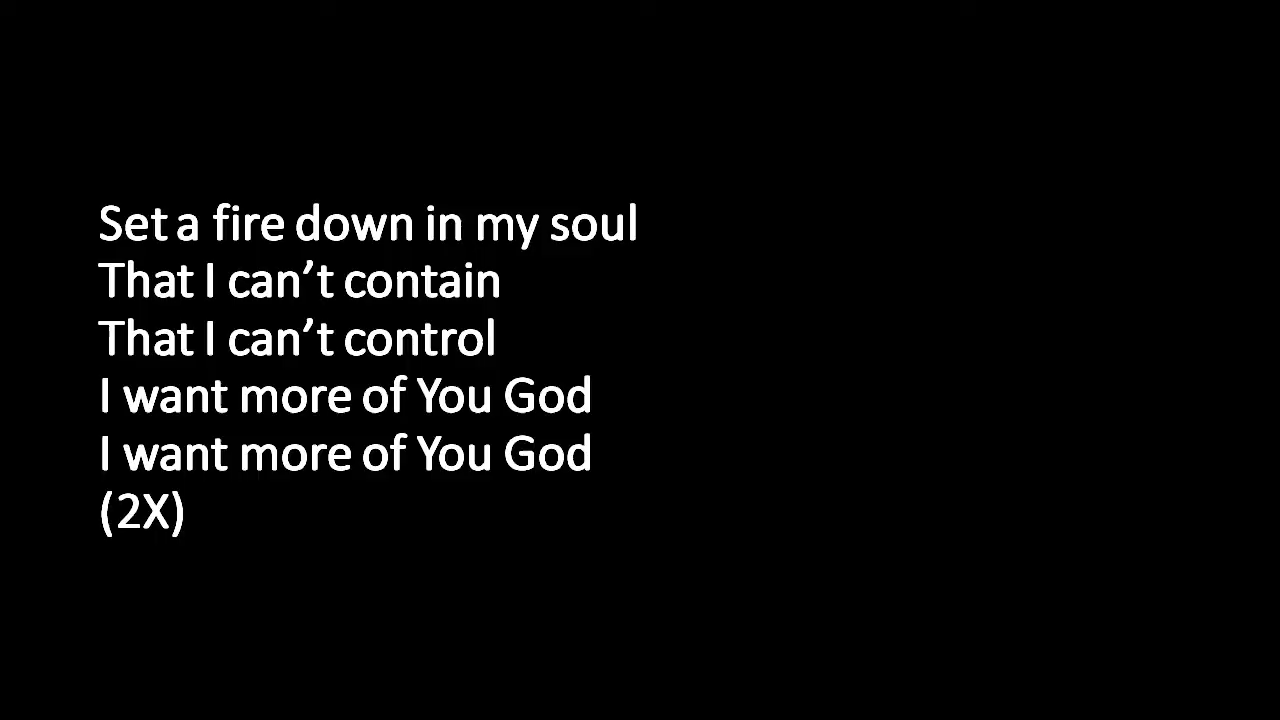 Set a fire down in my soul
That I can’t contain
That I can’t control
I want more of You God
I want more of You God
(2X)